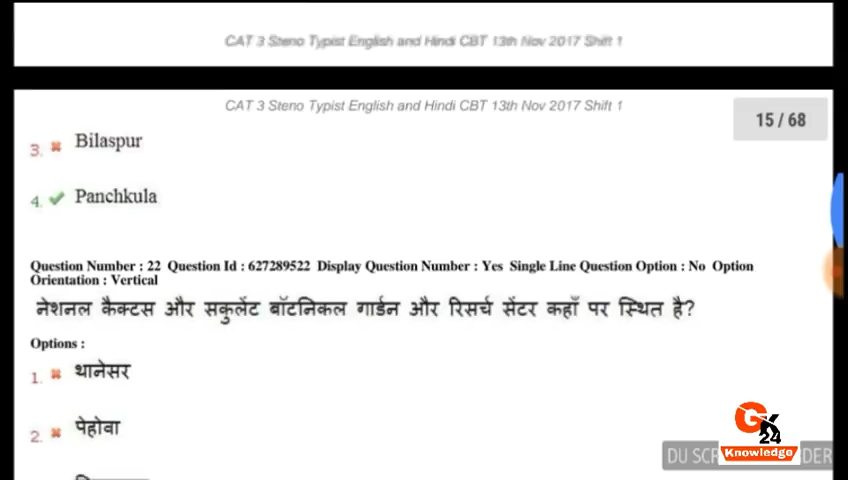 CAT 3 Steno Typist English and Hindi CBT 13th Nov 2017 Shift 1
CAT 3 Steno Typist English and Hindi CBT 13th Nov 2017 Shift 1
15 / 68
3. Bilaspur
4. Panchkula
Question Number : 22 Question Id : 627289522 Display Question Number : Yes Single Line Question Option : No Option
Orientation : Vertical
नेशनल कैक्टस और सकुलेंट बॉटनिकल गार्डन और रिसर्च सेंटर कहाँ पर स्थित है?
Options :
1. थानेसर
2. पेहोवा
GK
24
Knowledge
DU SCR DER